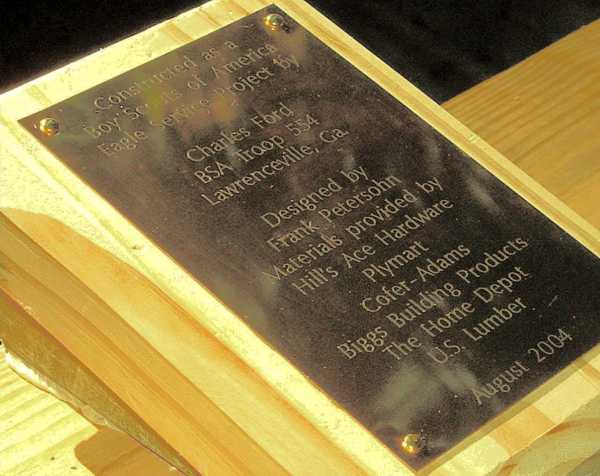 Constructed as a
Boy Scouts of America
Eagle Service Project by
Charles Ford
BSA Troop 554
Lawrenceville, Ga.
Designed by
Frank Petersohn
Materials provided by
Hill's Ace Hardware
Plymart
Cofer-Adams
Biggs Building Products
The Home Depot
U.S. Lumber
August 2004